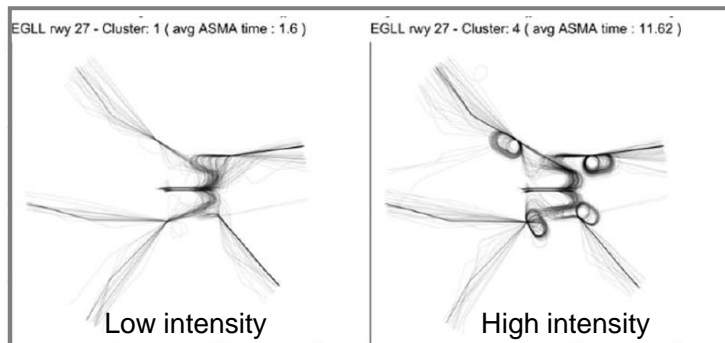 EGLL rwy 27 - Cluster: 1 ( avg ASMA time : 1.6 )
EGLL rwy 27 - Cluster: 4 ( avg ASMA time : 11.62 )
Low intensity
High intensity